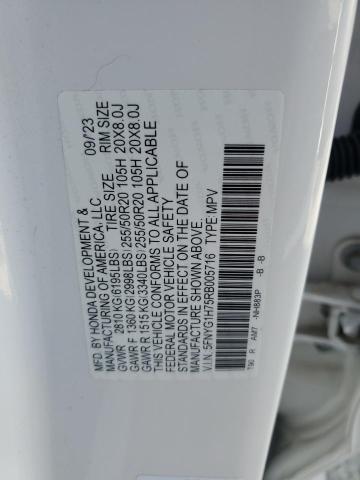 MFD. BY HONDA DEVELOPMENT & 09/'23
MANUFACTURING OF AMERICA, LLC
TIRE SIZE RIM SIZE
GVWR 2810 KG(6195LBS)
GAWR F 1360 KG(2998LBS) 255/50R20 105H 20X8.0J
GAWR R 1515 KG(3340LBS) 255/50R20 105H 20X8.0J
THIS VEHICLE CONFORMS TO ALL APPLICABLE
FEDERAL MOTOR VEHICLE SAFETY
STANDARDS IN EFFECT ON THE DATE OF
MANUFACTURE SHOWN ABOVE.
V.I.N. 5FNYG1H75RB005716 TYPE MPV
T90 R AM7 -NH883P -B -B